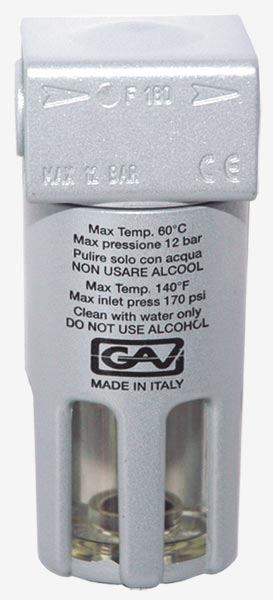 F 180
MAX 12 BAR CE
Max Temp. 60°C
Max pressione 12 bar
Pulire solo con acqua
NON USARE ALCOOL
Max Temp. 140°F
Max inlet press 170 psi
Clean with water only
DO NOT USE ALCOHOL
GAV
MADE IN ITALY